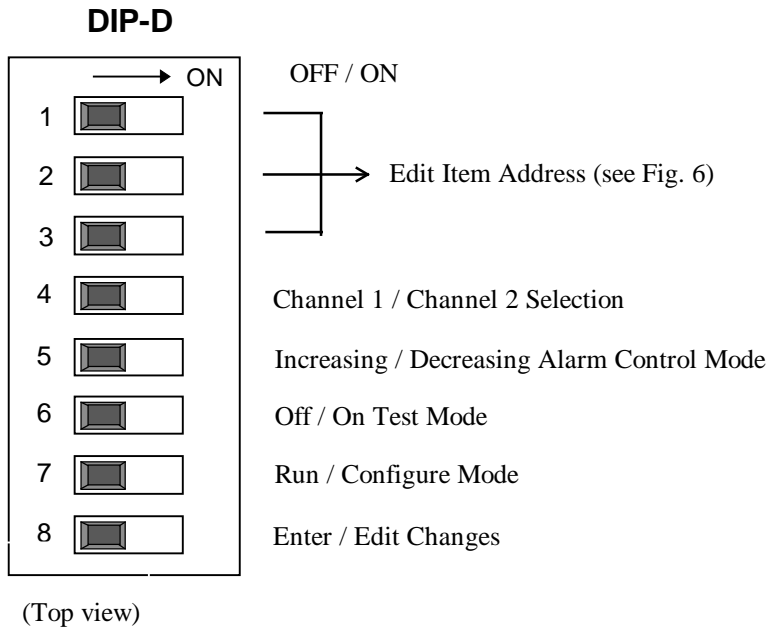 DIP-D
ON OFF / ON
1
2 Edit Item Address (see Fig. 6)
3
4 Channel 1 / Channel 2 Selection
5 Increasing / Decreasing Alarm Control Mode
6 Off / On Test Mode
7 Run / Configure Mode
8 Enter / Edit Changes
(Top view)